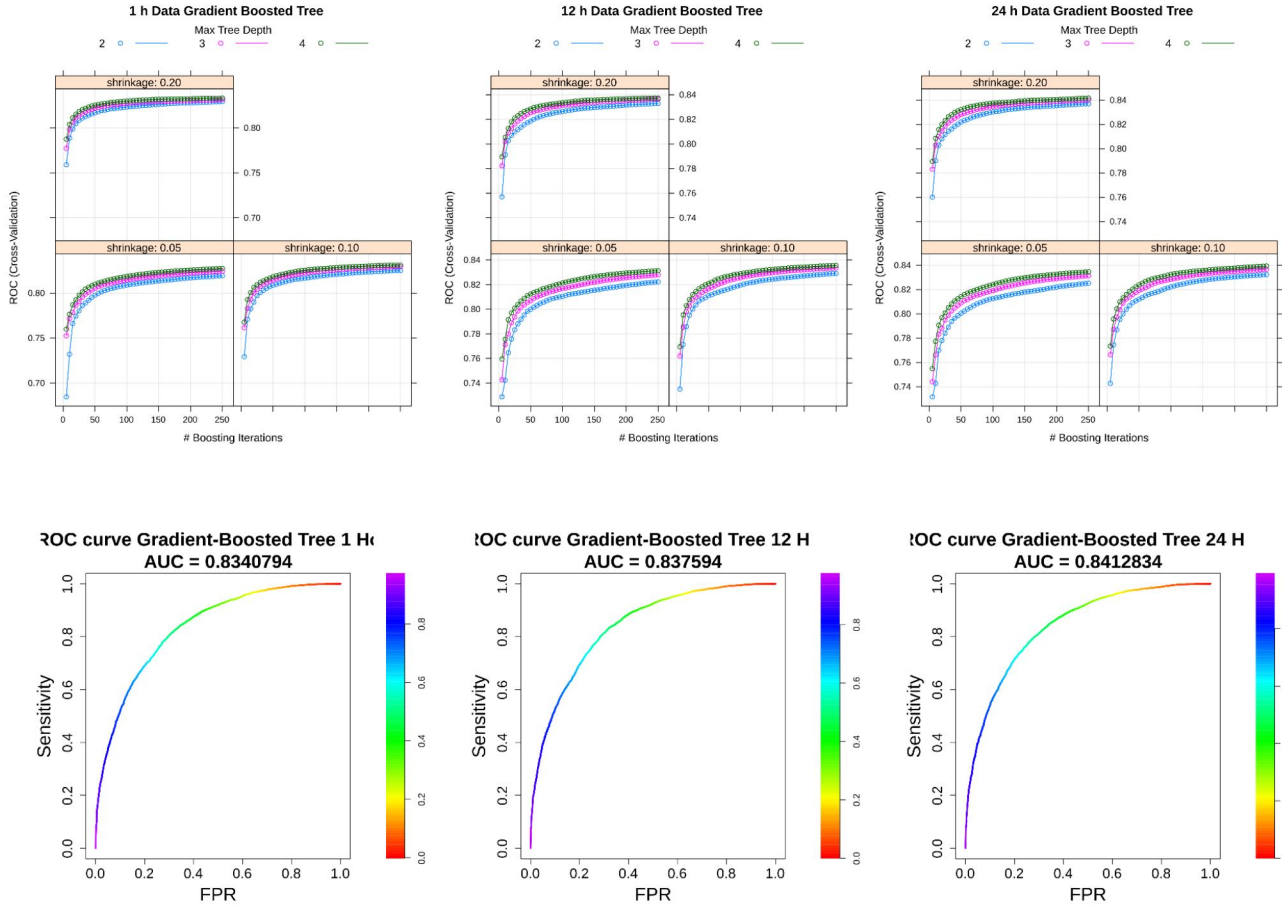 1 h Data Gradient Boosted Tree
Max Tree Depth
2 3 4
shrinkage: 0.20
0.80
0.75
0.70
shrinkage: 0.05 shrinkage: 0.10
0.80
0.75
0.70
ROC (Cross-Validation)
0 50 100 150 200 250
# Boosting Iterations
12 h Data Gradient Boosted Tree
Max Tree Depth
2 3 4
shrinkage: 0.20
0.84
0.82
0.80
0.78
0.76
0.74
shrinkage: 0.05 shrinkage: 0.10
0.84
0.82
0.80
0.78
0.76
0.74
ROC (Cross-Validation)
0 50 100 150 200 250
# Boosting Iterations
24 h Data Gradient Boosted Tree
Max Tree Depth
2 3 4
shrinkage: 0.20
0.84
0.82
0.80
0.78
0.76
0.74
shrinkage: 0.05 shrinkage: 0.10
0.84
0.82
0.80
0.78
0.76
0.74
ROC (Cross-Validation)
0 50 100 150 200 250
# Boosting Iterations
ROC curve Gradient-Boosted Tree 1 Ho
AUC = 0.8340794
1.0
0.8
0.6
0.4
0.2
0.0
Sensitivity
0.0 0.2 0.4 0.6 0.8 1.0
FPR
0.8
0.6
0.4
0.2
0.0
ROC curve Gradient-Boosted Tree 12 H
AUC = 0.837594
1.0
0.8
0.6
0.4
0.2
0.0
Sensitivity
0.0 0.2 0.4 0.6 0.8 1.0
FPR
0.8
0.6
0.4
0.2
0.0
ROC curve Gradient-Boosted Tree 24 H
AUC = 0.8412834
1.0
0.8
0.6
0.4
0.2
0.0
Sensitivity
0.0 0.2 0.4 0.6 0.8 1.0
FPR